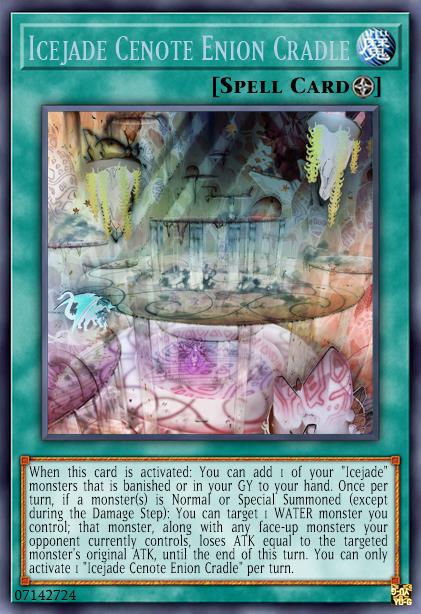 Icejade Cenote Enion Cradle
魔
[Spell Card]
When this card is activated: You can add 1 of your "Icejade"
monsters that is banished or in your GY to your hand. Once per
turn, if a monster(s) is Normal or Special Summoned (except
during the Damage Step): You can target 1 WATER monster you
control; that monster, along with any face-up monsters your
opponent currently controls, loses ATK equal to the targeted
monster's original ATK, until the end of this turn. You can only
activate 1 "Icejade Cenote Enion Cradle" per turn.
07142724